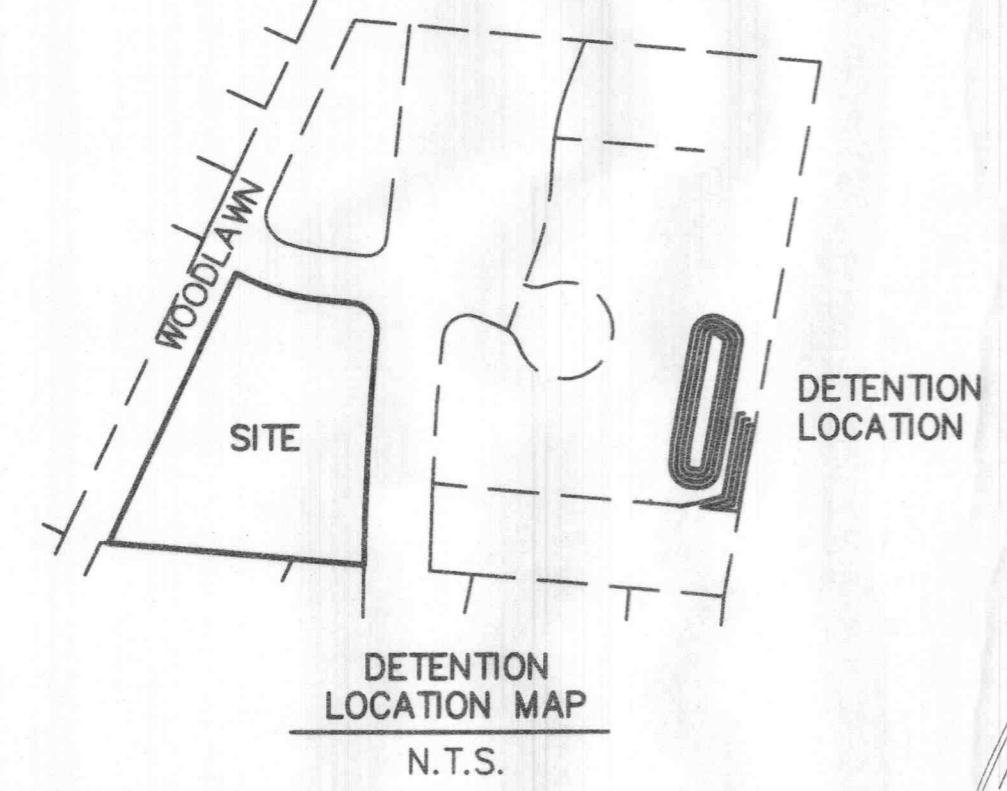 WOODLAWN
SITE
DETENTION
LOCATION
DETENTION
LOCATION MAP
N.T.S.